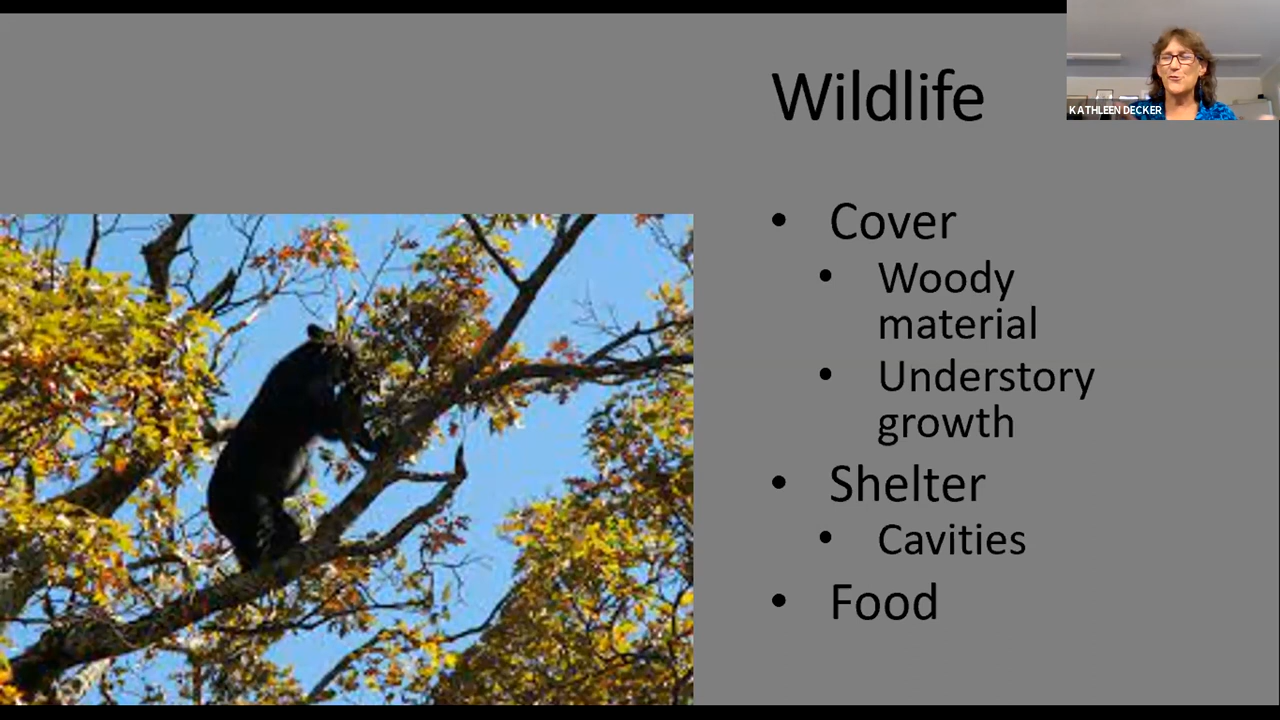 Wildlife
KATHLEEN DECKER
• Cover
• Woody
material
• Understory
growth
• Shelter
• Cavities
• Food